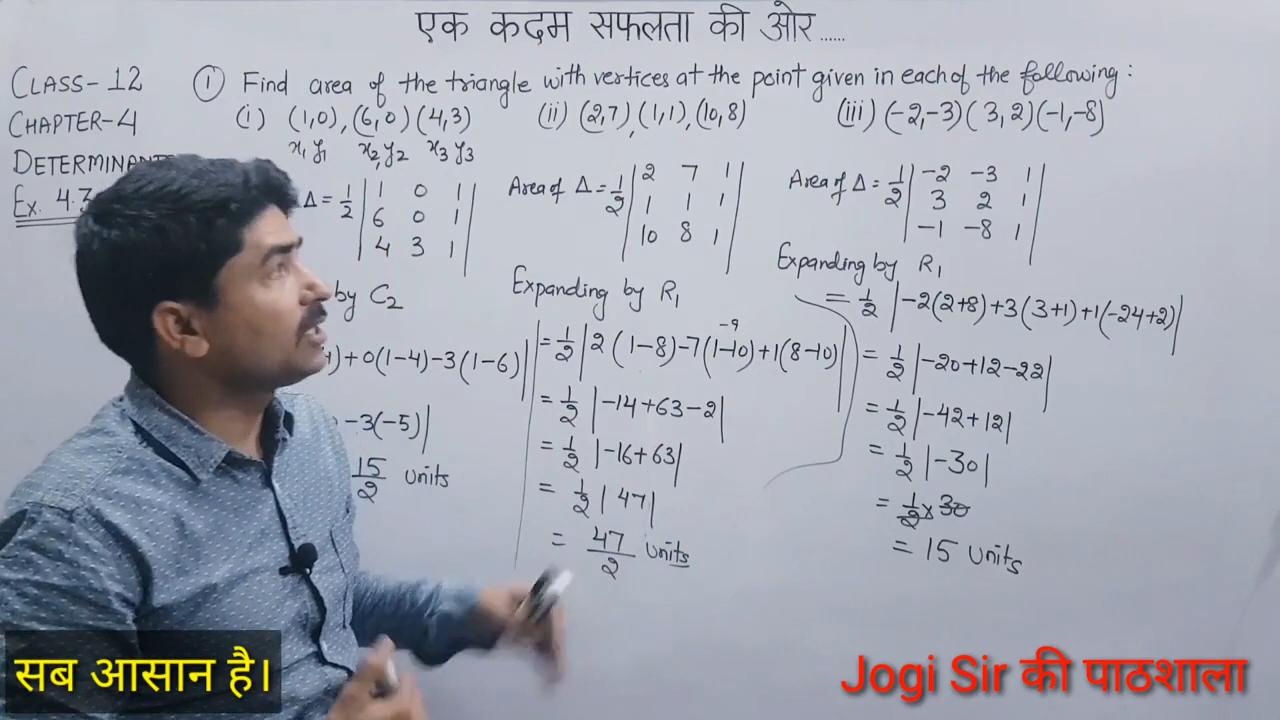 एक कदम सफलता की ओर......
CLASS-12
CHAPTER-4
DETERMINANT
Ex. 4.3
① Find area of the triangle with vertices at the point given in each of the following :
(i) (1,0), (6,0) (4,3)
x₁ y₁ x₂, y₂ x₃ y₃
Δ = 1/2 | 1 0 1 |
6 0 1
4 3 1
by C₂
) + 0(1-4) -3(1-6) |
-3(-5) |
15/2 units
(ii) (2,7), (1,1), (10,8)
Area of Δ = 1/2 | 2 7 1 |
1 1 1
10 8 1
Expanding by R₁
= 1/2 | 2 (1-8) -7(1-10) +1(8-10) |
-9
= 1/2 | -14+63-2 |
= 1/2 | -16+63 |
= 1/2 | 47 |
= 47/2 units
(iii) (-2,-3) (3,2) (-1,-8)
Area of Δ = 1/2 | -2 -3 1 |
3 2 1
-1 -8 1
Expanding by R₁
= 1/2 | -2(2+8) +3(3+1) +1(-24+2) |
= 1/2 | -20+12-22 |
= 1/2 | -42+12 |
= 1/2 | -30 |
= 1/2 x 30
= 15 units
सब आसान है।
Jogi Sir की पाठशाला